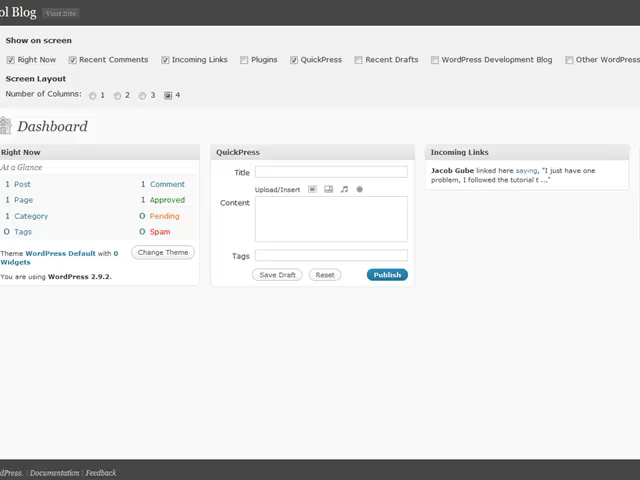 ol Blog Visit Site
Show on screen
Right Now Recent Comments Incoming Links Plugins QuickPress Recent Drafts WordPress Development Blog Other WordPress
Screen Layout
Number of Columns: 1 2 3 4
Dashboard
Right Now
At a Glance
1 Post 1 Comment
1 Page 1 Approved
1 Category 0 Pending
0 Tags 0 Spam
Theme WordPress Default with 0
Widgets
Change Theme
You are using WordPress 2.9.2.
QuickPress
Title
Upload/Insert
Content
Tags
Save Draft Reset Publish
Incoming Links
Jacob Gube linked here saying, "I just have one
problem, I followed the tutorial t ..."
dPress. | Documentation | Feedback